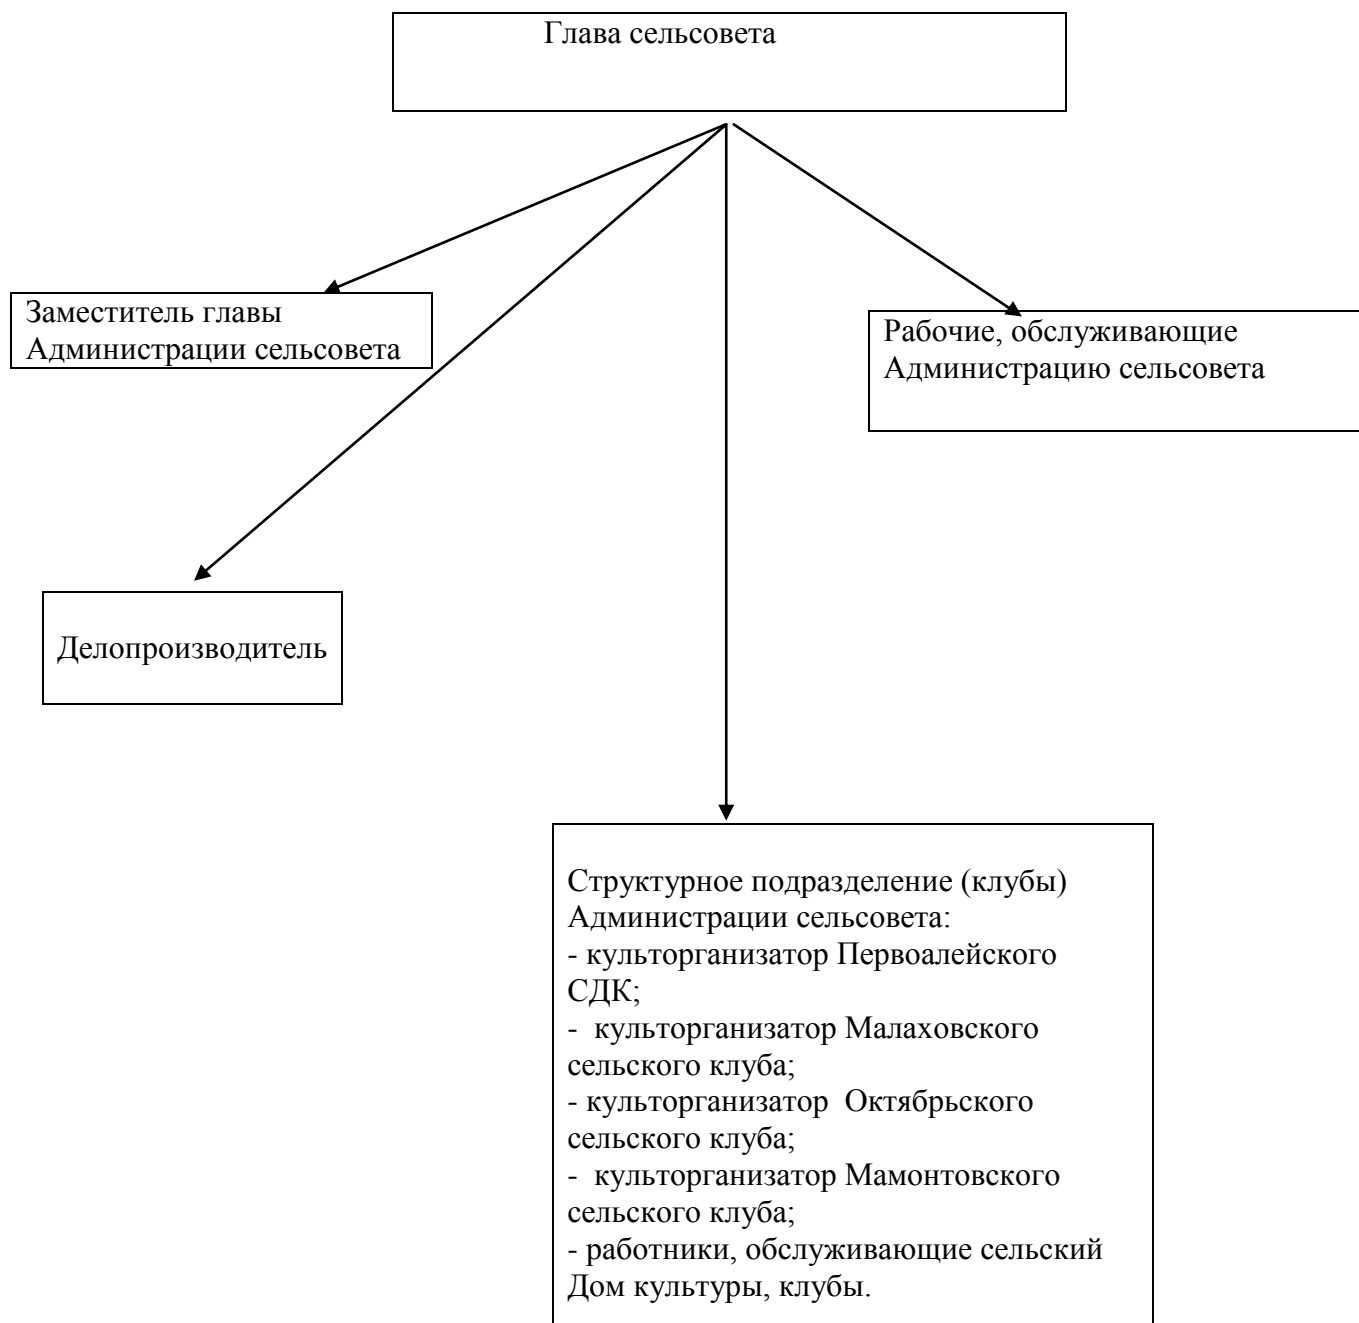 Глава сельсовета
Заместитель главы
Администрации сельсовета
Рабочие, обслуживающие
Администрацию сельсовета
Делопроизводитель
Структурное подразделение (клубы)
Администрации сельсовета:
- культорганизатор Первоалейского
СДК;
-  культорганизатор Малаховского
сельского клуба;
- культорганизатор  Октябрьского
сельского клуба;
-  культорганизатор Мамонтовского
сельского клуба;
- работники, обслуживающие сельский
Дом культуры, клубы.